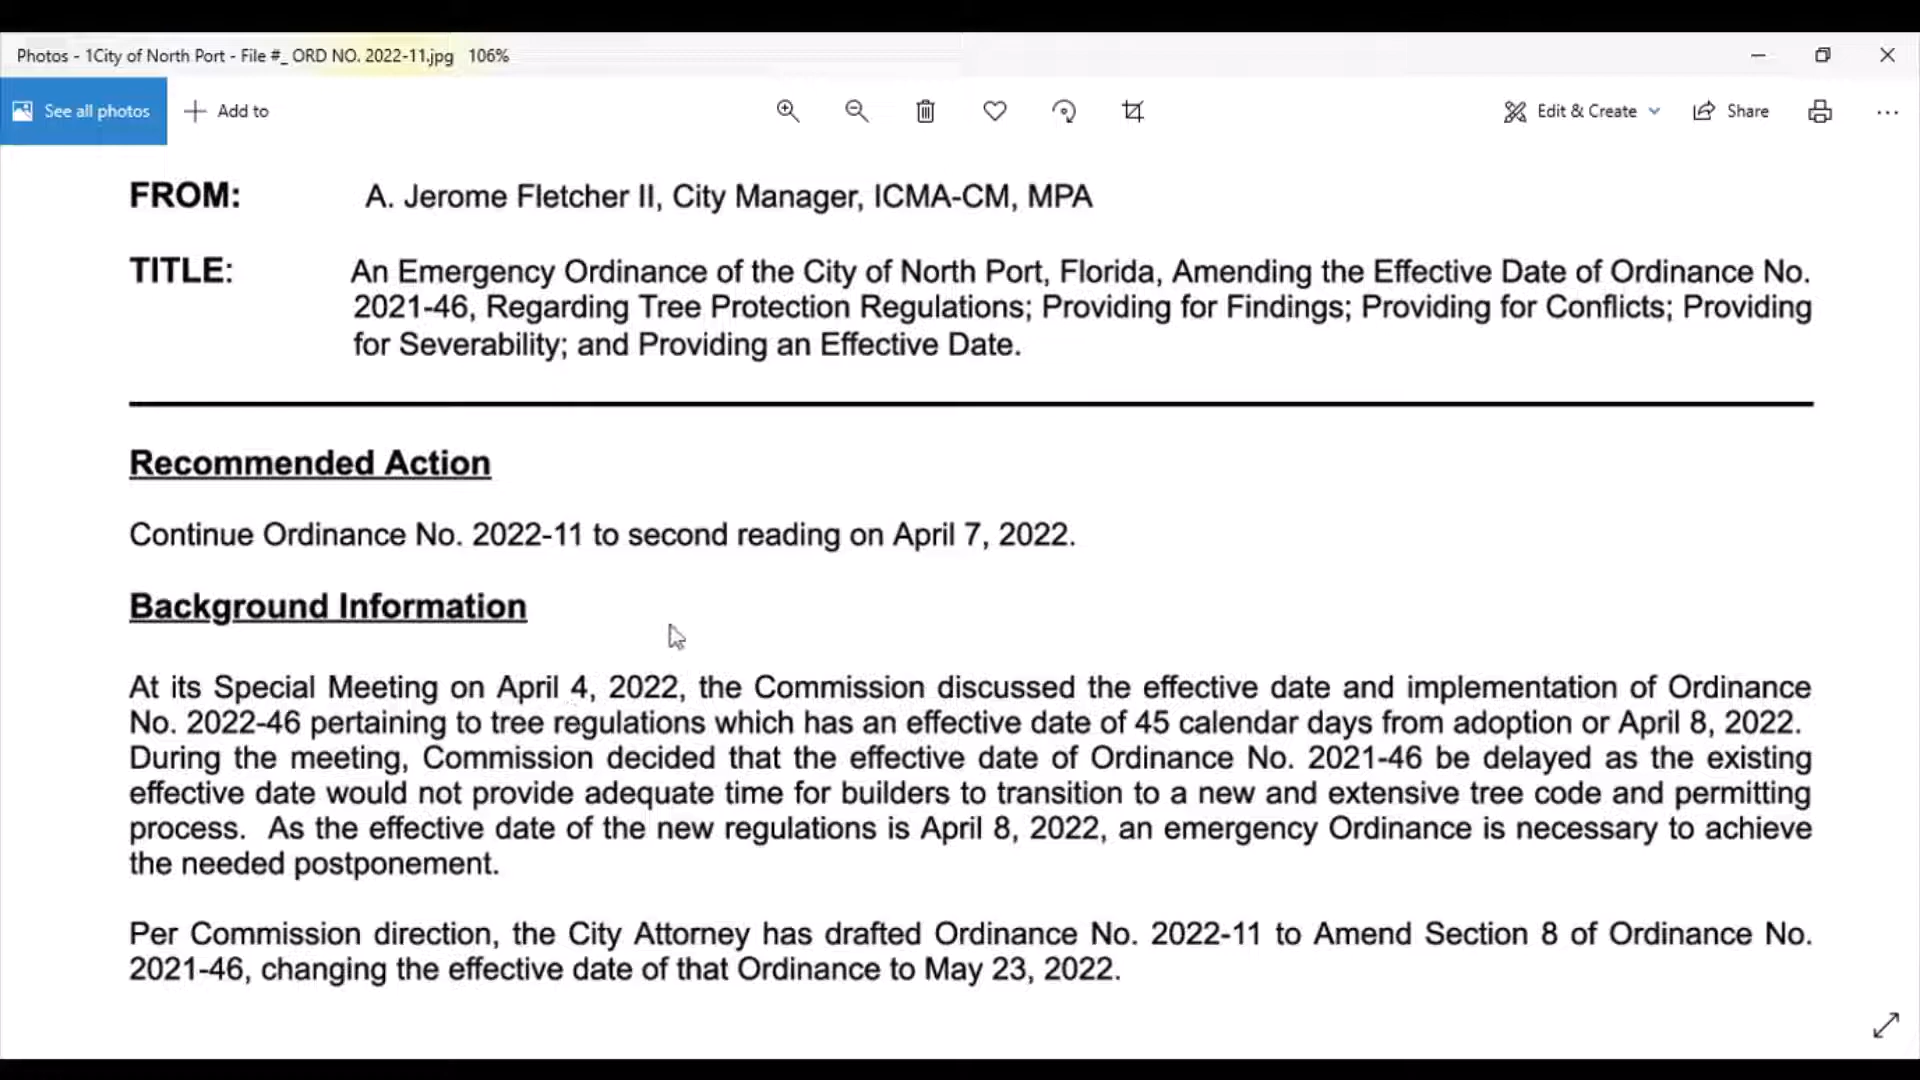 Photos - 1City of North Port - File #_ ORD NO. 2022-11.jpg   106%
See all photos
Add to
Edit & Create
Share
FROM: A. Jerome Fletcher II, City Manager, ICMA-CM, MPA
TITLE: An Emergency Ordinance of the City of North Port, Florida, Amending the Effective Date of Ordinance No.
2021-46, Regarding Tree Protection Regulations; Providing for Findings; Providing for Conflicts; Providing
for Severability; and Providing an Effective Date.
Recommended Action
Continue Ordinance No. 2022-11 to second reading on April 7, 2022.
Background Information
At its Special Meeting on April 4, 2022, the Commission discussed the effective date and implementation of Ordinance
No. 2022-46 pertaining to tree regulations which has an effective date of 45 calendar days from adoption or April 8, 2022.
During the meeting, Commission decided that the effective date of Ordinance No. 2021-46 be delayed as the existing
effective date would not provide adequate time for builders to transition to a new and extensive tree code and permitting
process. As the effective date of the new regulations is April 8, 2022, an emergency Ordinance is necessary to achieve
the needed postponement.
Per Commission direction, the City Attorney has drafted Ordinance No. 2022-11 to Amend Section 8 of Ordinance No.
2021-46, changing the effective date of that Ordinance to May 23, 2022.